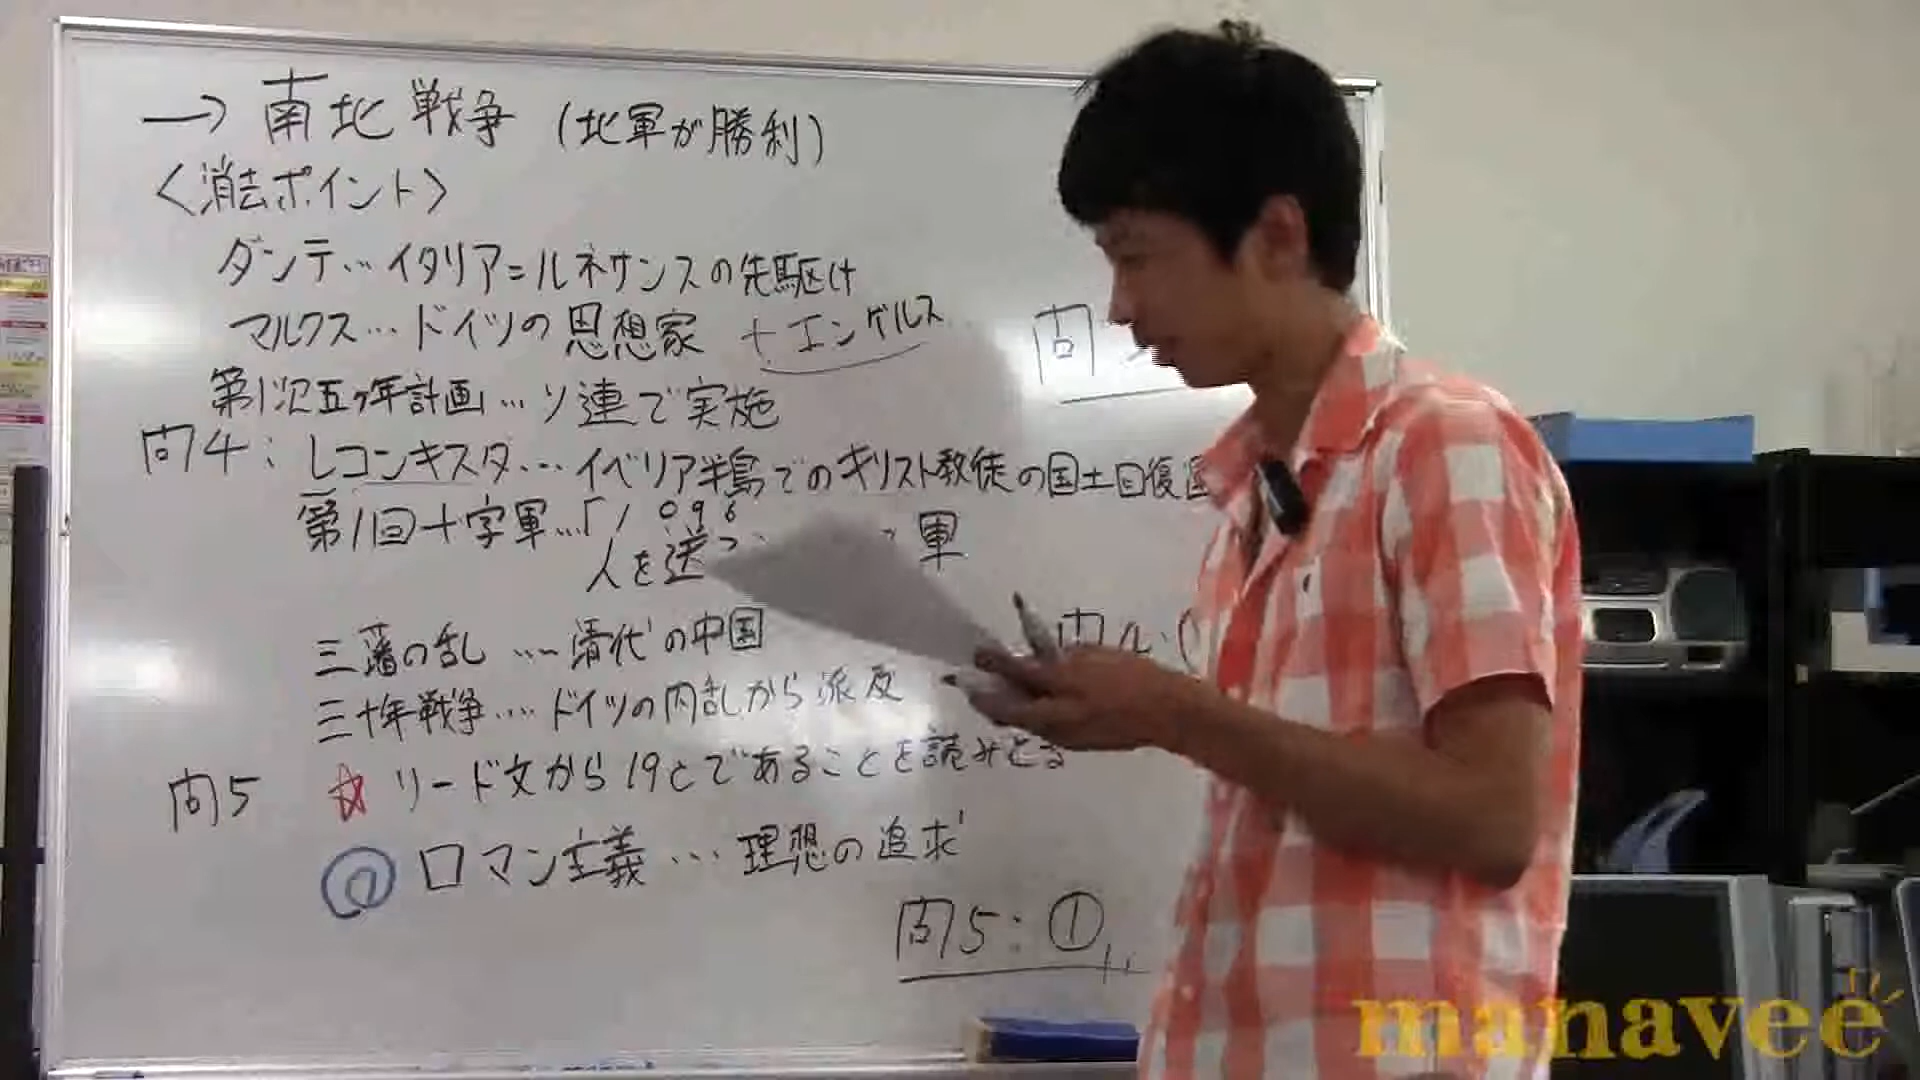 → 南北戦争 (北軍が勝利)
〈消去ポイント〉
ダンテ…イタリア=ルネサンスの先駆け
マルクス…ドイツの思想家 +エンゲルス
第1次五ヶ年計画…ソ連で実施
問4: レコンキスタ…イベリア半島でのキリスト教徒の国土回復
第1回十字軍…「1096
人を送 軍
三藩の乱 …清代の中国
三十年戦争…ドイツの内乱から派及
問5 ☆ リード文から19cであることを読みとる
◎ ロマン主義…理想の追求
問5: ①
問
問4:
manavee